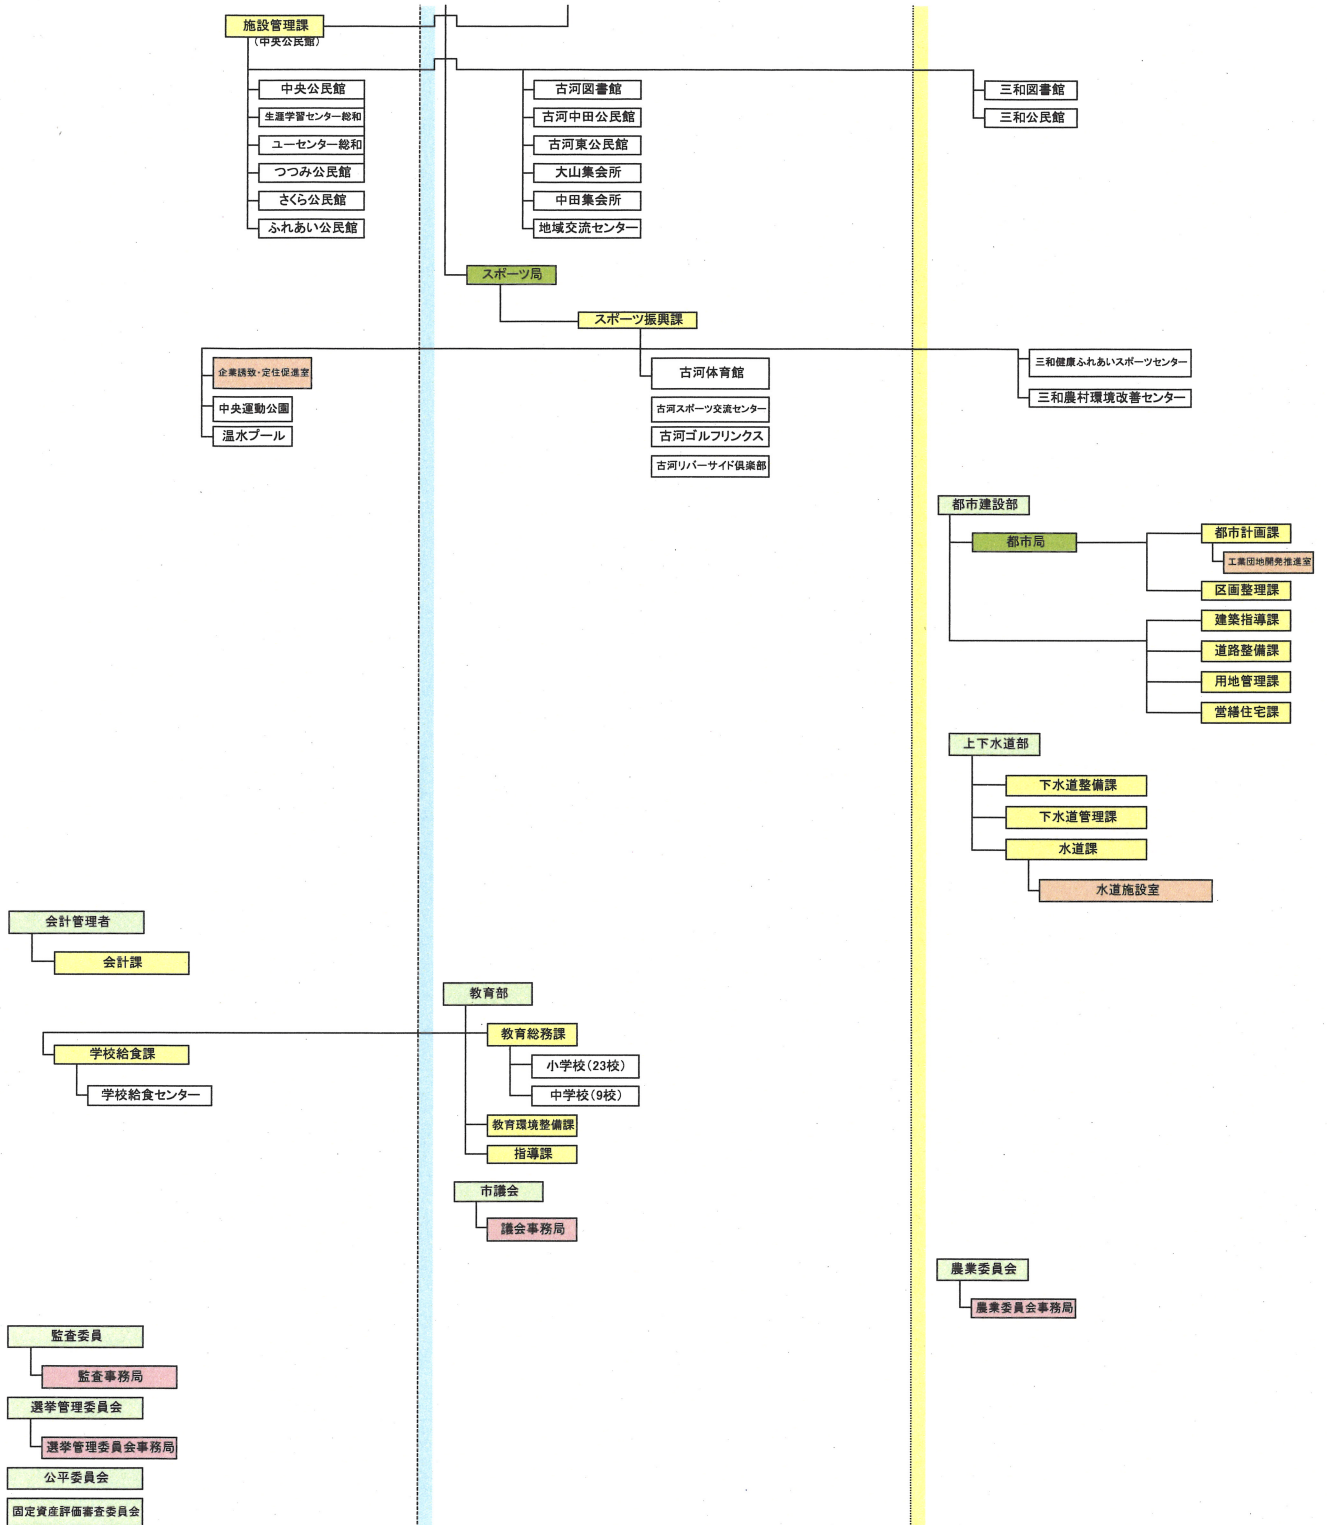 施設管理課
(中央公民館)
中央公民館
生涯学習センター総和
ユーセンター総和
つつみ公民館
さくら公民館
ふれあい公民館
古河図書館
古河中田公民館
古河東公民館
大山集会所
中田集会所
地域交流センター
三和図書館
三和公民館
スポーツ局
スポーツ振興課
企業誘致・定住促進室
中央運動公園
温水プール
古河体育館
古河スポーツ交流センター
古河ゴルフリンクス
古河リバーサイド倶楽部
三和健康ふれあいスポーツセンター
三和農村環境改善センター
都市建設部
都市局
都市計画課
工業団地開発推進室
区画整理課
建築指導課
道路整備課
用地管理課
営繕住宅課
上下水道部
下水道整備課
下水道管理課
水道課
水道施設室
会計管理者
会計課
教育部
教育総務課
小学校(23校)
中学校(9校)
学校給食課
学校給食センター
教育環境整備課
指導課
市議会
議会事務局
農業委員会
農業委員会事務局
監査委員
監査事務局
選挙管理委員会
選挙管理委員会事務局
公平委員会
固定資産評価審査委員会